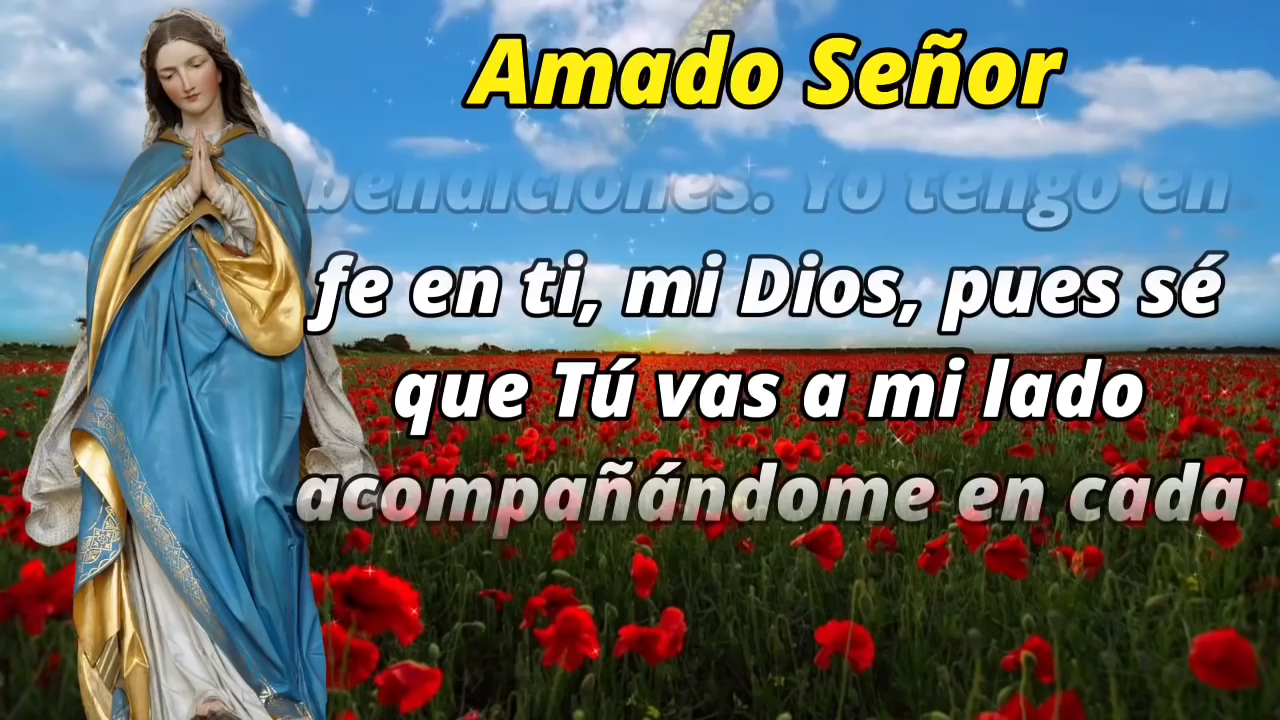 Amado Señor
bendiciones. Yo tengo en
fe en ti, mi Dios, pues sé
que Tú vas a mi lado
acompañándome en cada